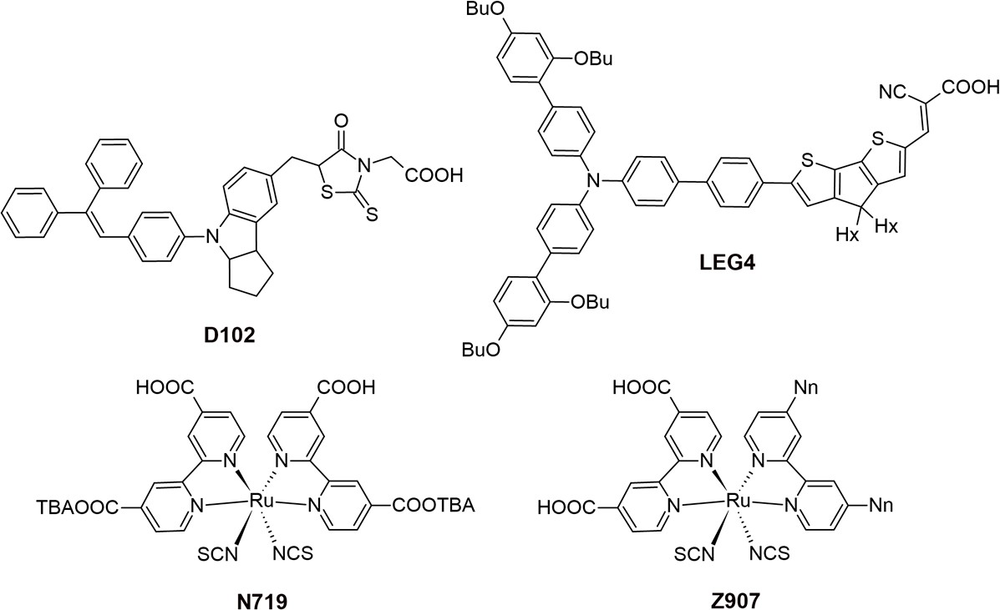 BuO
OBu
NC
COOH
O
N
COOH
S
S
S
S
N
N
Hx
Hx
LEG4
OBu
D102
BuO
HOOC
COOH
Nn
HOOC
N
N
N
N
TBAOOC
N
Ru
N
COOTBA
HOOC
N
Ru
N
Nn
SCN
NCS
SCN
NCS
N719
Z907